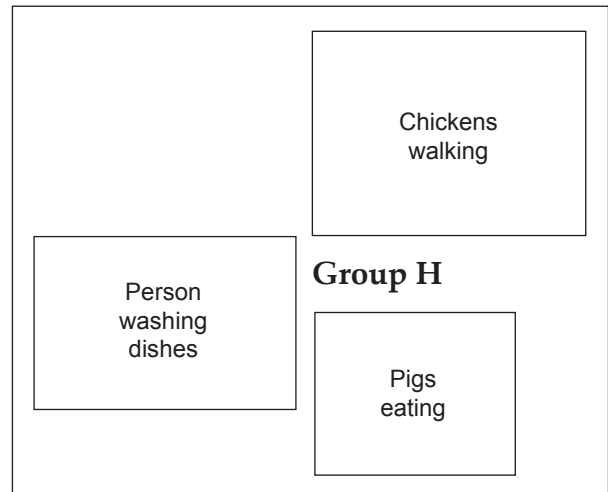 Chickens
walking
Group H
Person
washing
dishes
Pigs
eating